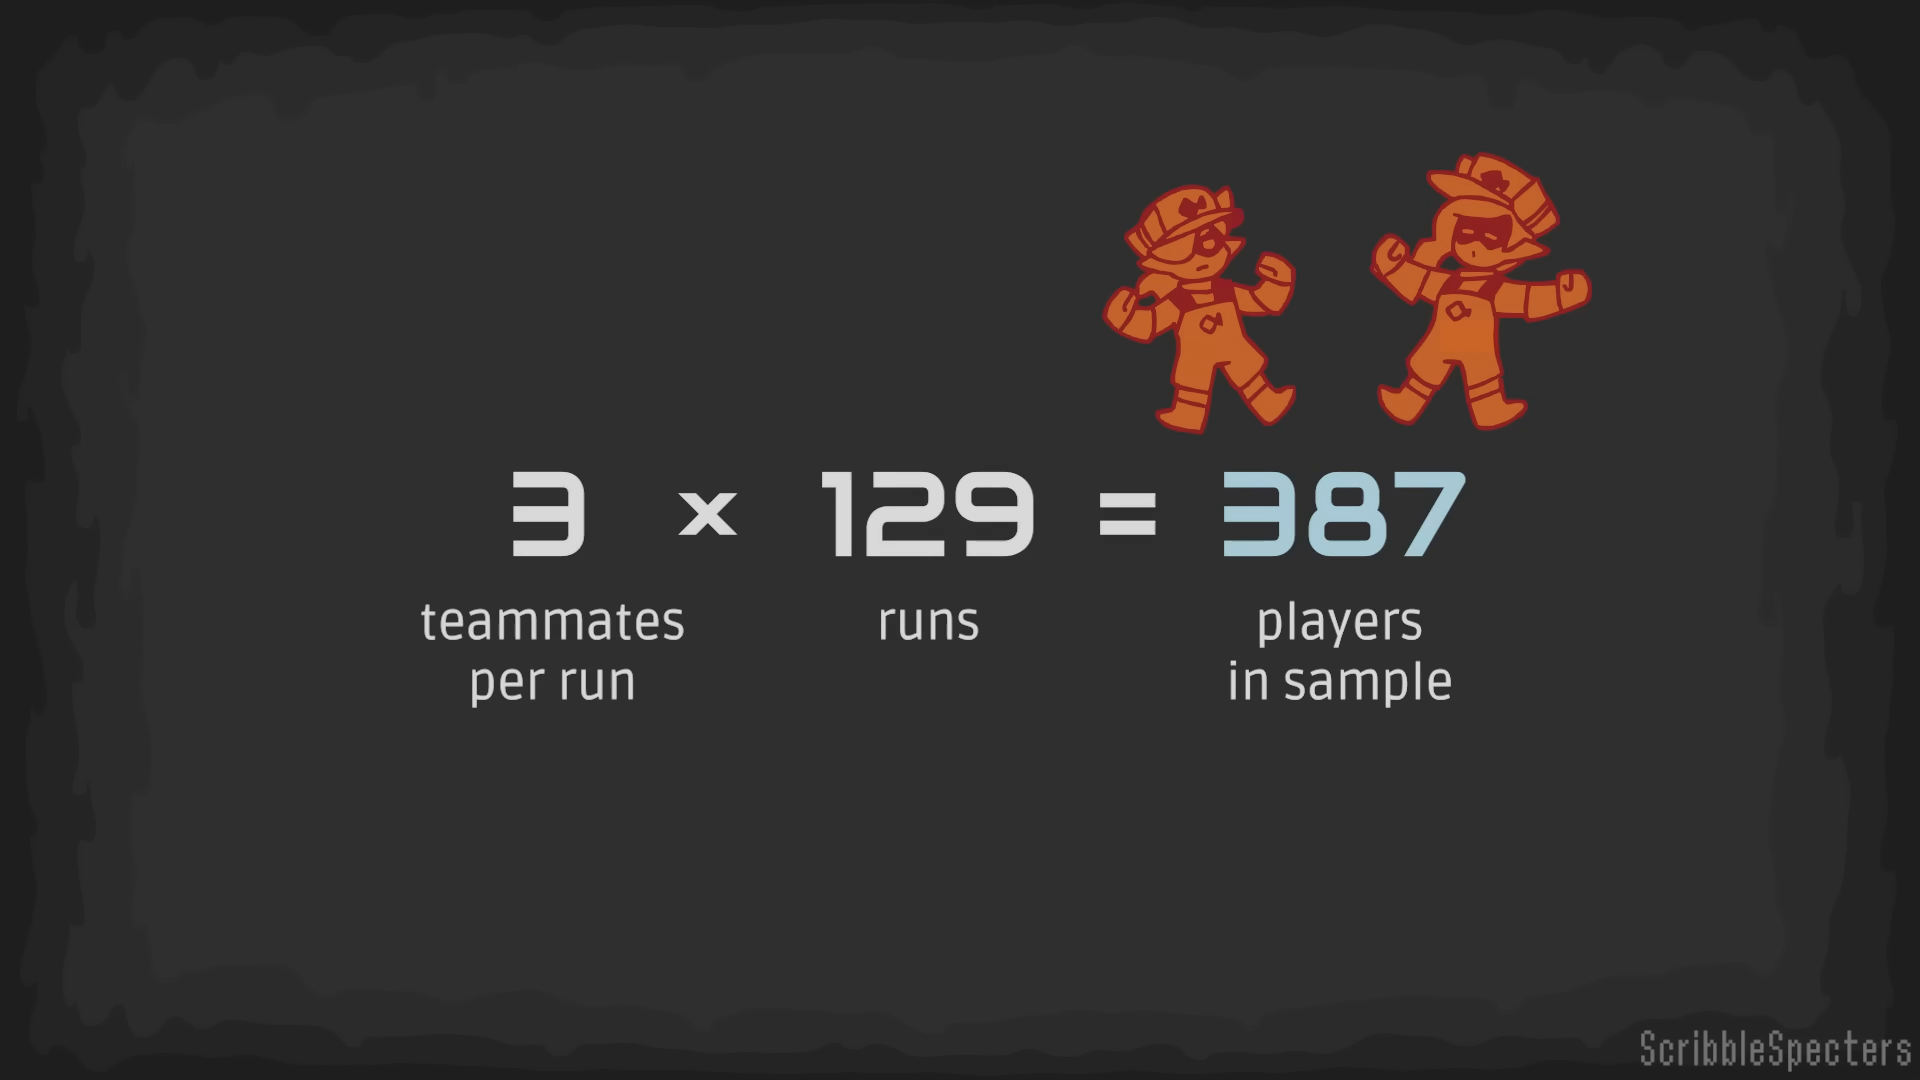 3 × 129 = 387
teammates per run
runs
players in sample
ScribbleSpecters